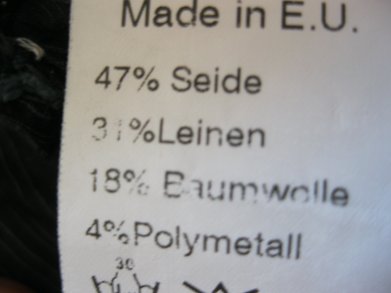 Made in E.U.
47% Seide
31%Leinen
18% Baumwolle
4%Polymetall
30